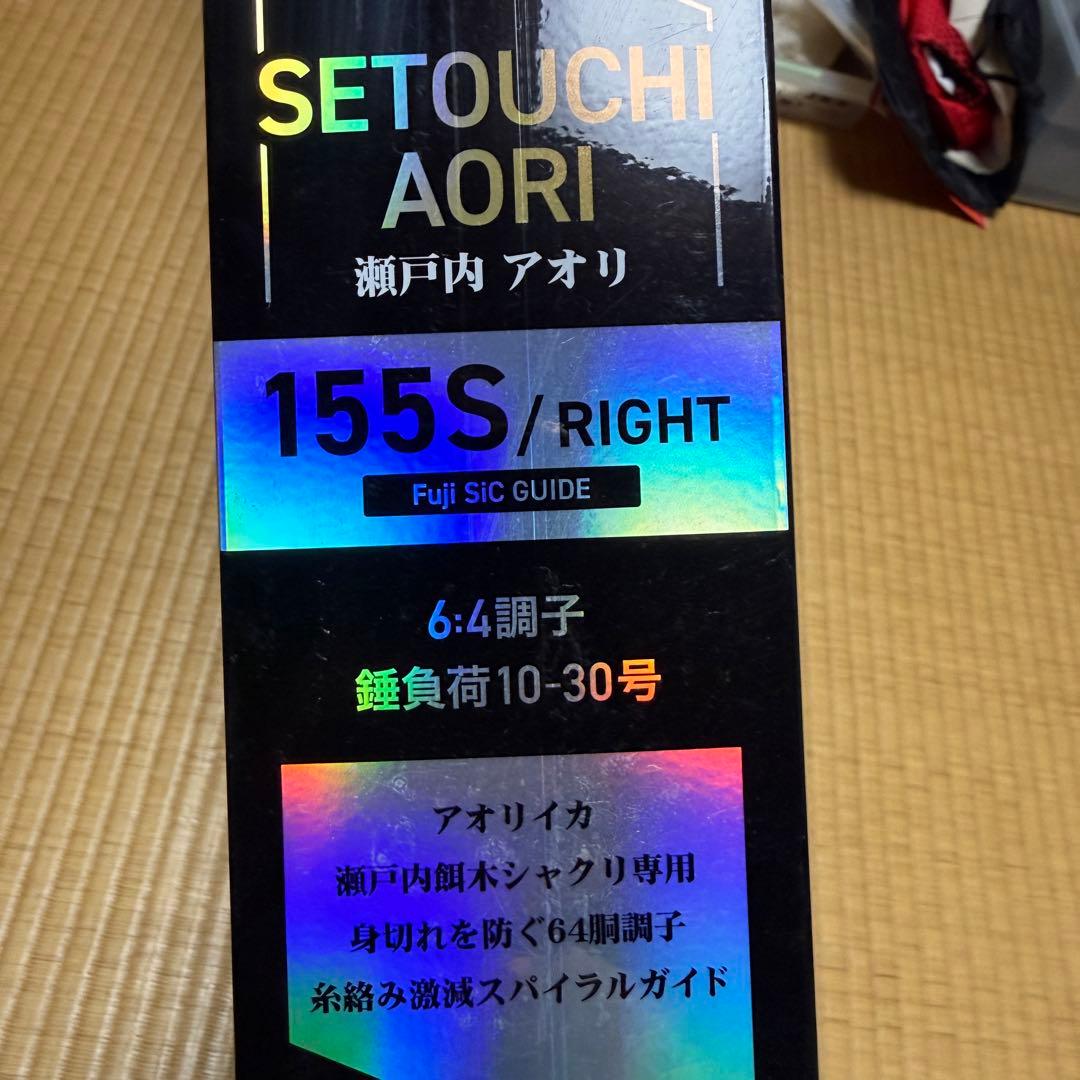 SETOUCHI
AORI
瀬戸内 アオリ
155S/RIGHT
Fuji SiC GUIDE
6:4調子
錘負荷10-30号
アオリイカ
瀬戸内餌木シャクリ専用
身切れを防ぐ64胴調子
糸絡み激減スパイラルガイド